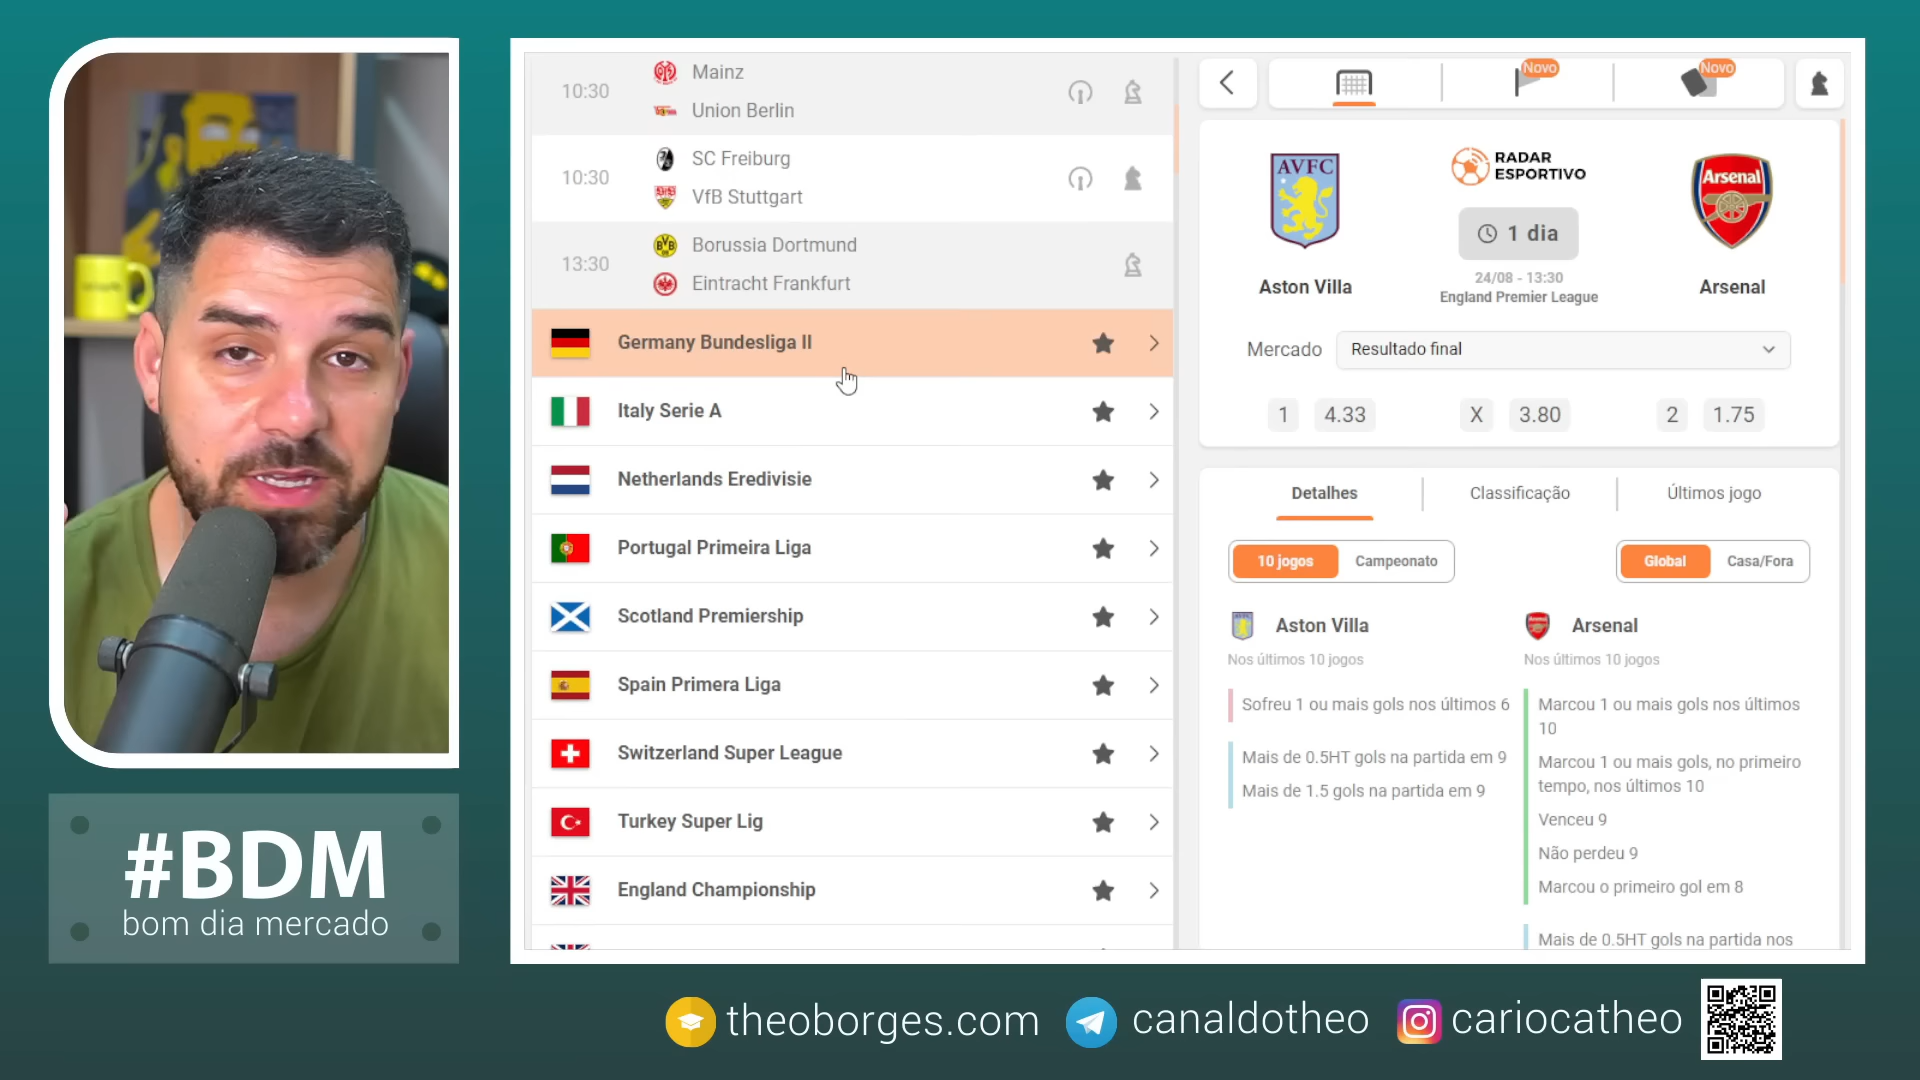 10:30
Mainz
Union Berlin
10:30
SC Freiburg
VfB Stuttgart
13:30
Borussia Dortmund
Eintracht Frankfurt
Germany Bundesliga II
Italy Serie A
Netherlands Eredivisie
Portugal Primeira Liga
Scotland Premiership
Spain Primera Liga
Switzerland Super League
Turkey Super Lig
England Championship
Novo
Novo
AVFC
RADAR
ESPORTIVO
Arsenal
1 dia
24/08 - 13:30
England Premier League
Aston Villa
Arsenal
Mercado
Resultado final
1 4.33 X 3.80 2 1.75
Detalhes
Classificação
Últimos jogo
10 jogos
Campeonato
Global
Casa/Fora
Aston Villa
Nos últimos 10 jogos
Sofreu 1 ou mais gols nos últimos 6
Mais de 0.5HT gols na partida em 9
Mais de 1.5 gols na partida em 9
Arsenal
Nos últimos 10 jogos
Marcou 1 ou mais gols nos últimos
10
Marcou 1 ou mais gols, no primeiro
tempo, nos últimos 10
Venceu 9
Não perdeu 9
Marcou o primeiro gol em 8
Mais de 0.5HT gols na partida nos
#BDM
bom dia mercado
theoborges.com
canaldotheo
cariocatheo